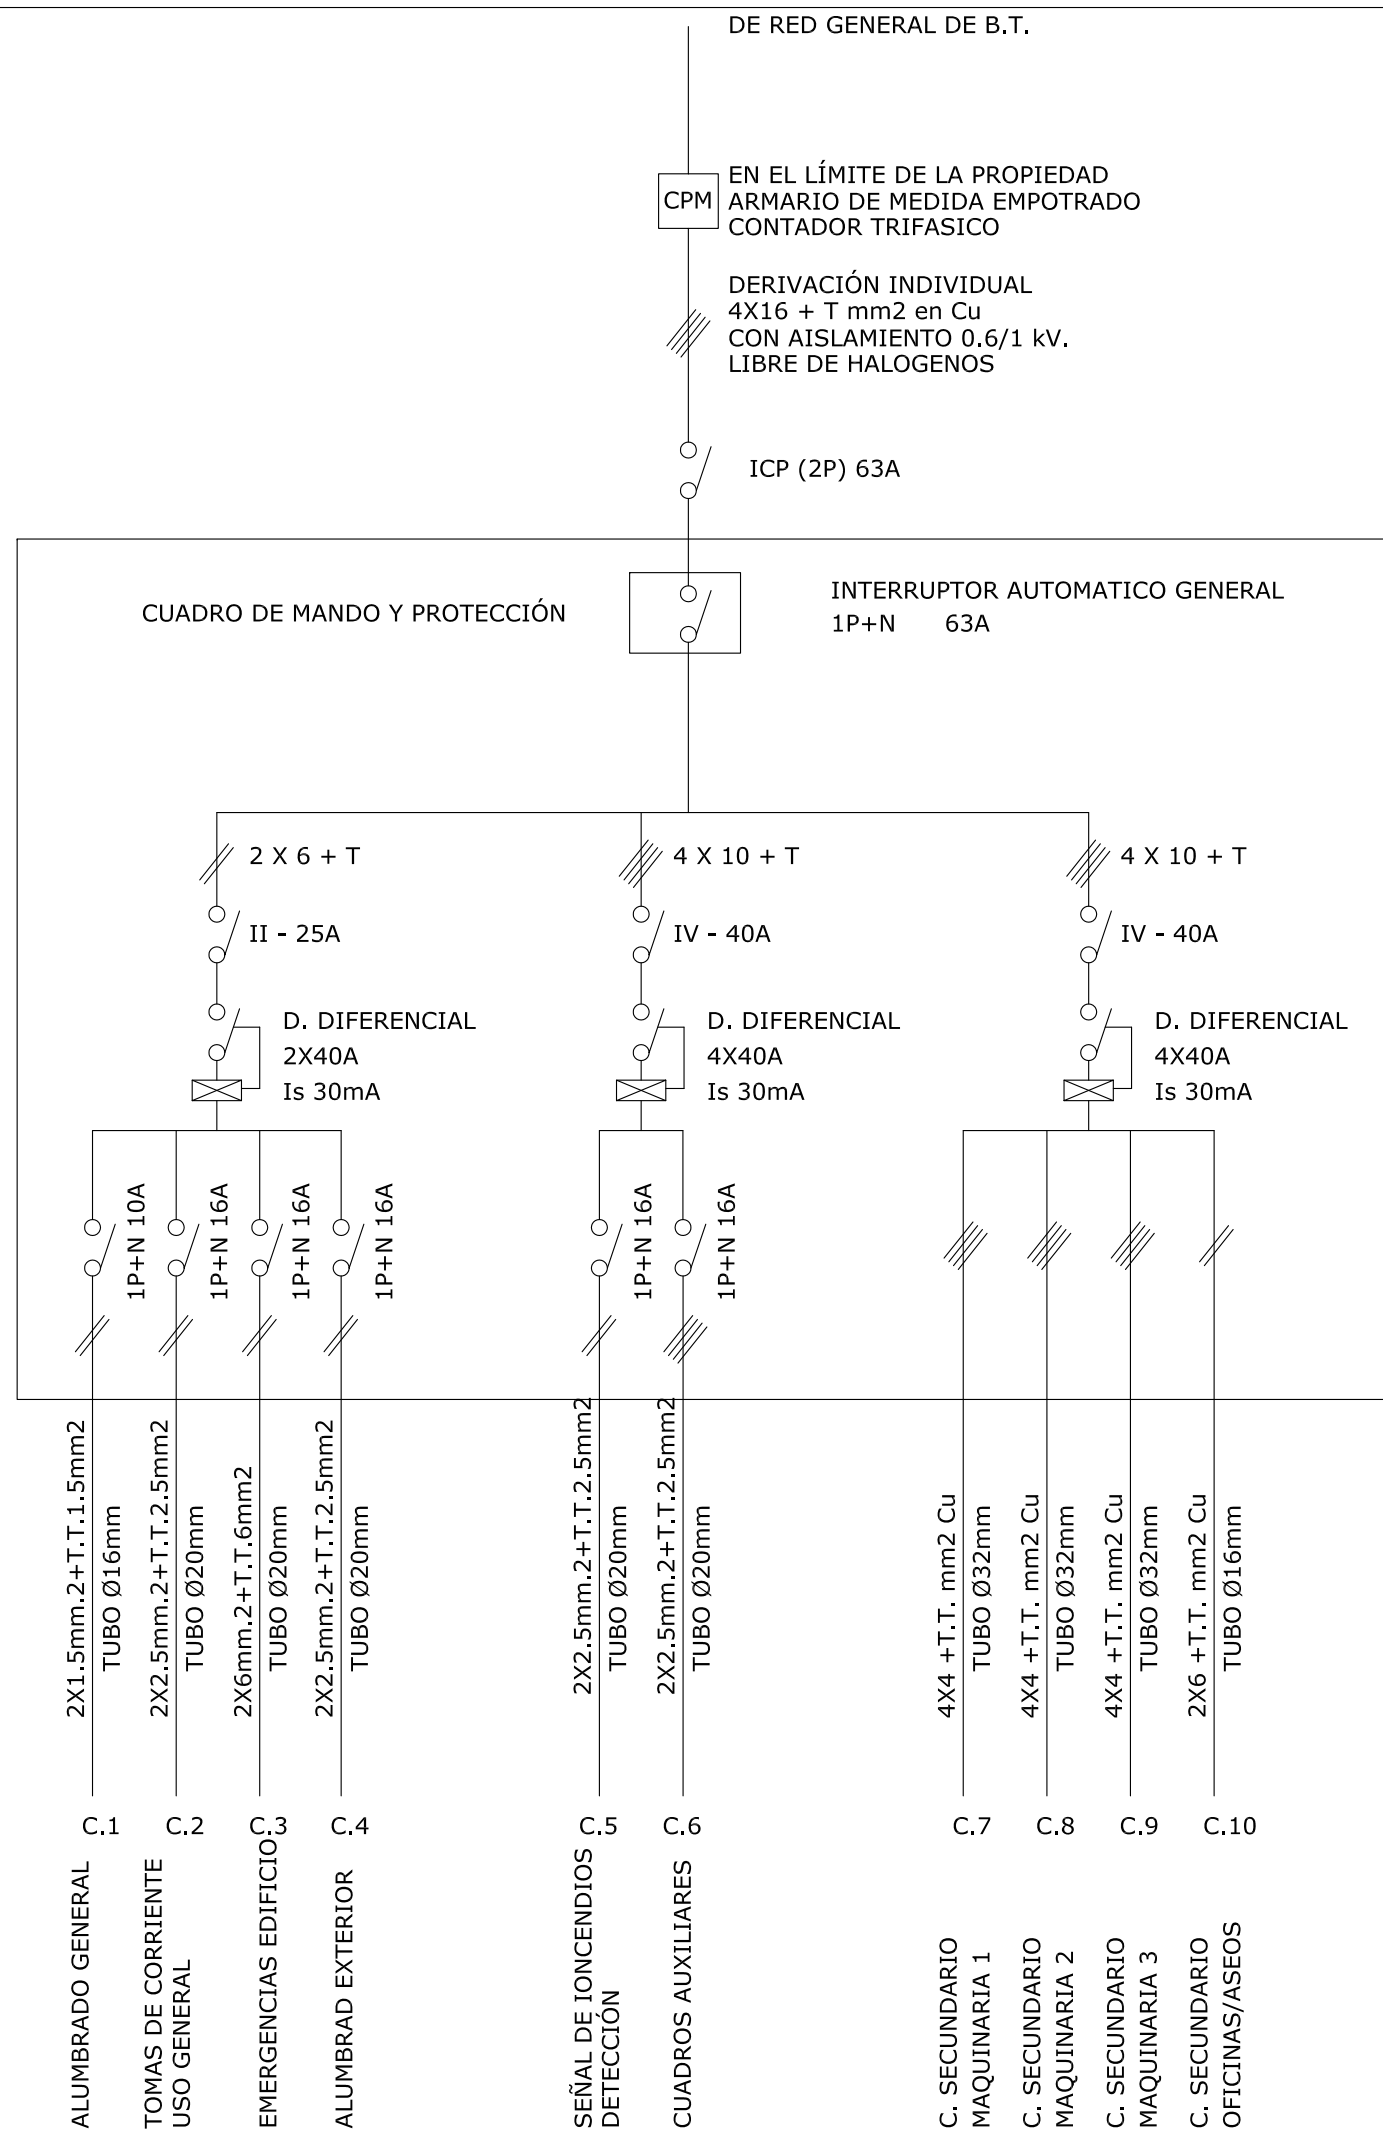 DE RED GENERAL DE B.T.
CPM
EN EL LÍMITE DE LA PROPIEDAD
ARMARIO DE MEDIDA EMPOTRADO
CONTADOR TRIFASICO
DERIVACIÓN INDIVIDUAL
4X16 + T mm2 en Cu
CON AISLAMIENTO 0.6/1 kV.
LIBRE DE HALOGENOS
ICP (2P) 63A
CUADRO DE MANDO Y PROTECCIÓN
INTERRUPTOR AUTOMATICO GENERAL
1P+N 63A
2 X 6 + T
4 X 10 + T
4 X 10 + T
II - 25A
IV - 40A
IV - 40A
D. DIFERENCIAL
2X40A
Is 30mA
D. DIFERENCIAL
4X40A
Is 30mA
D. DIFERENCIAL
4X40A
Is 30mA
1P+N 10A
1P+N 16A
1P+N 16A
1P+N 16A
1P+N 16A
1P+N 16A
2X1.5mm.2+T.T.1.5mm2
TUBO Ø16mm
2X2.5mm.2+T.T.2.5mm2
TUBO Ø20mm
2X6mm.2+T.T.6mm2
TUBO Ø20mm
2X2.5mm.2+T.T.2.5mm2
TUBO Ø20mm
2X2.5mm.2+T.T.2.5mm2
TUBO Ø20mm
2X2.5mm.2+T.T.2.5mm2
TUBO Ø20mm
4X4 +T.T. mm2 Cu
TUBO Ø32mm
4X4 +T.T. mm2 Cu
TUBO Ø32mm
4X4 +T.T. mm2 Cu
TUBO Ø32mm
2X6 +T.T. mm2 Cu
TUBO Ø16mm
C.1
C.2
C.3
C.4
C.5
C.6
C.7
C.8
C.9
C.10
ALUMBRADO GENERAL
TOMAS DE CORRIENTE
USO GENERAL
EMERGENCIAS EDIFICIO
ALUMBRAD EXTERIOR
SEÑAL DE IONCENDIOS
DETECCIÓN
CUADROS AUXILIARES
C. SECUNDARIO
MAQUINARIA 1
C. SECUNDARIO
MAQUINARIA 2
C. SECUNDARIO
MAQUINARIA 3
C. SECUNDARIO
OFICINAS/ASEOS